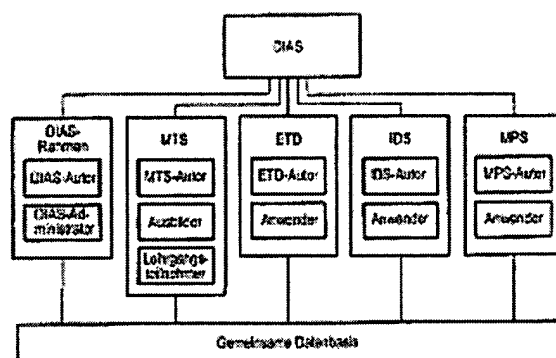 DIAS
DIAS-
Rahmen
DIAS-Autor
DIAS-Ad-
ministrator
MTS
MTS-Autor
Ausbilder
Lehrgangs-
teilnehmer
ETD
ETD-Autor
Anwender
IDS
IDS-Autor
Anwender
MPS
MPS-Autor
Anwender
Gemeinsame Datenbasis